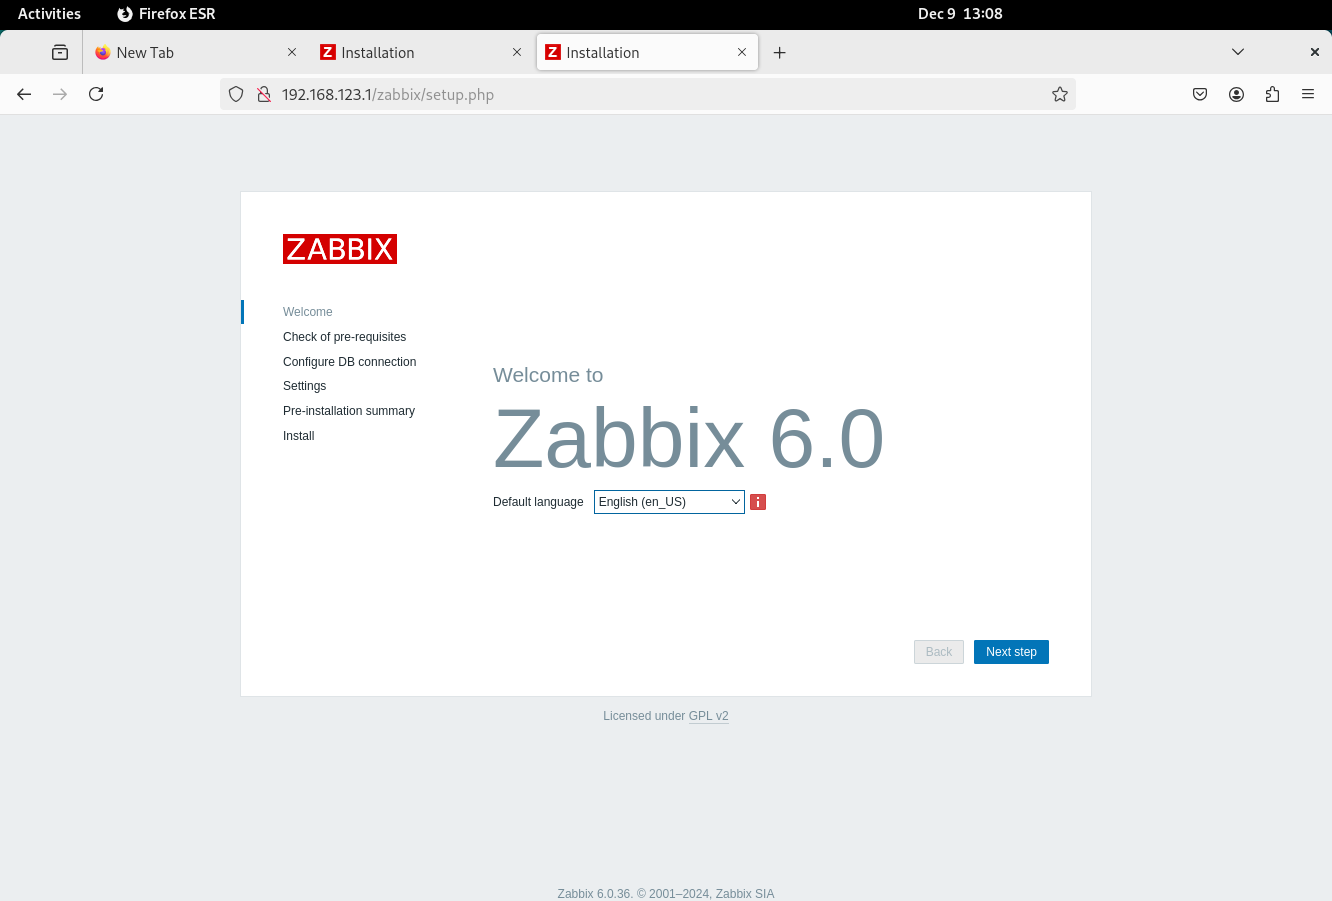 Activities Firefox ESR Dec 9 13:08
New Tab Installation Installation
192.168.123.1/zabbix/setup.php
ZABBIX
Welcome
Check of pre-requisites
Configure DB connection
Settings
Pre-installation summary
Install
Welcome to
Zabbix 6.0
Default language English (en_US) i
Back Next step
Licensed under GPL v2
Zabbix 6.0.36. © 2001–2024, Zabbix SIA